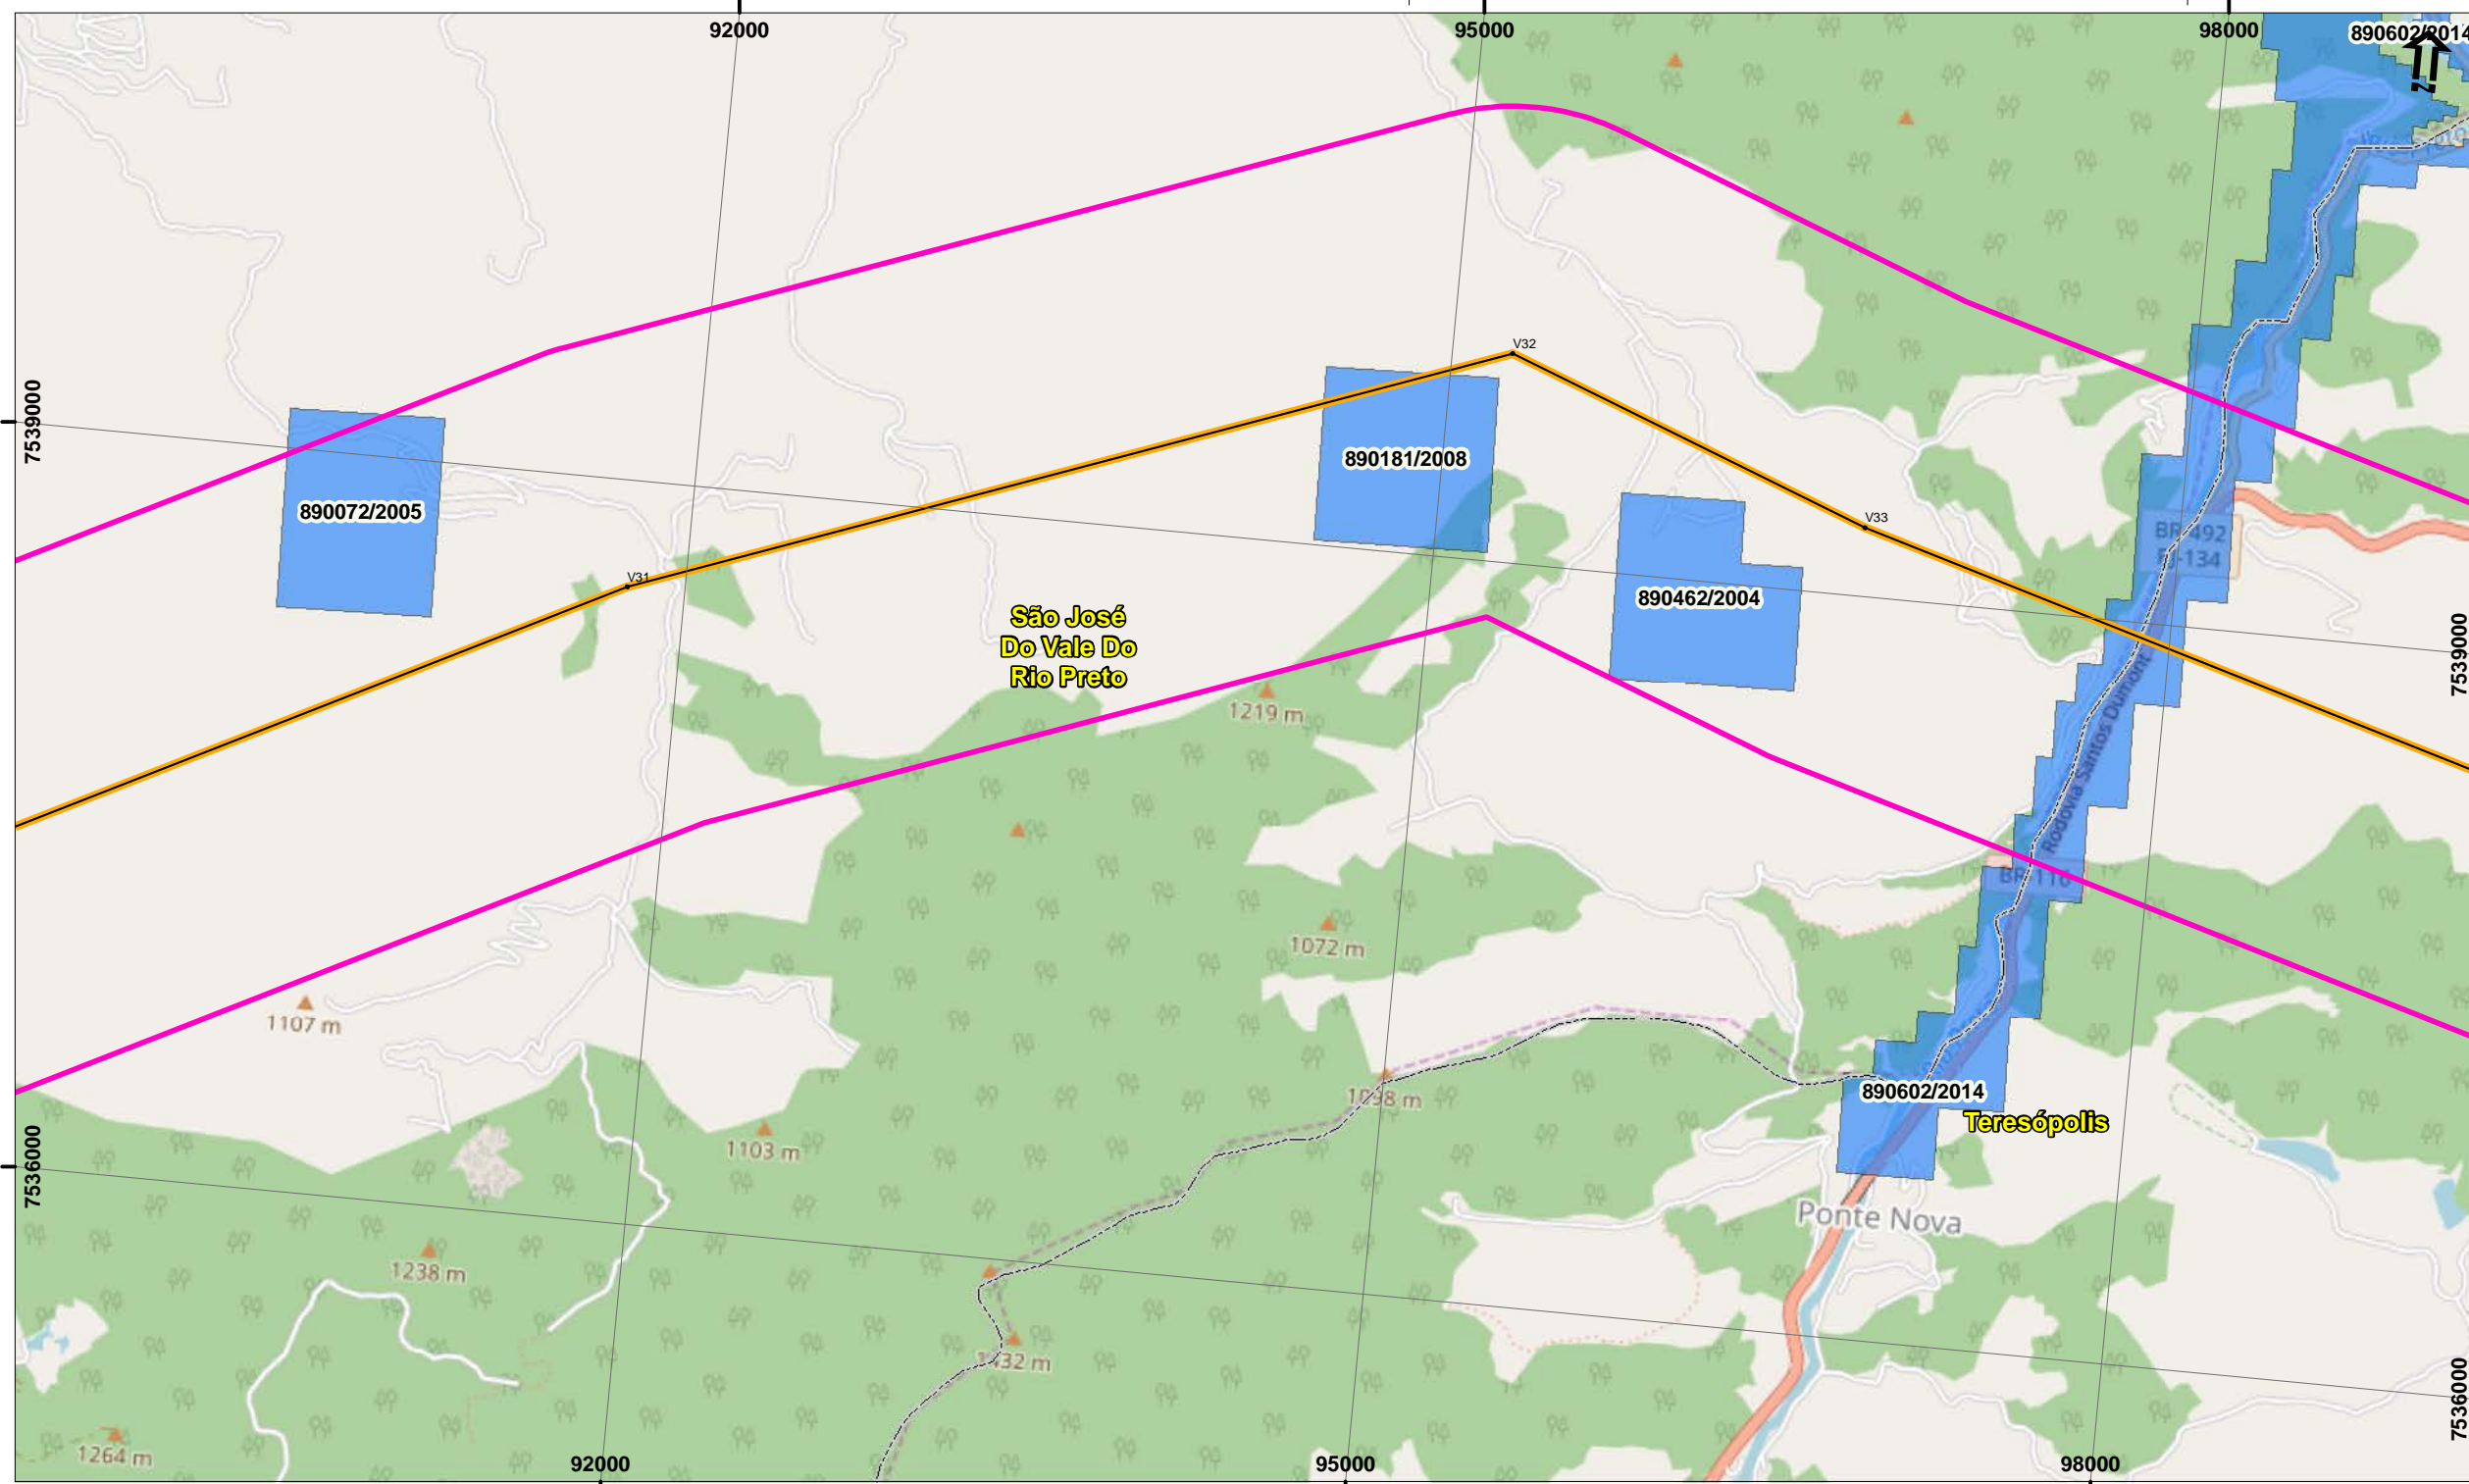 92000
95000
98000
890602/2014
7539000
V32
890181/2008
890072/2005
V33
BR-492
RJ-134
V31
890462/2004
São José
Do Vale Do
Rio Preto
7539000
1219 m
Rodovia Santos Dumont
BR-116
1072 m
1107 m
890602/2014
1098 m
Teresópolis
1103 m
7536000
Ponte Nova
1238 m
1432 m
7536000
1264 m
92000
95000
98000